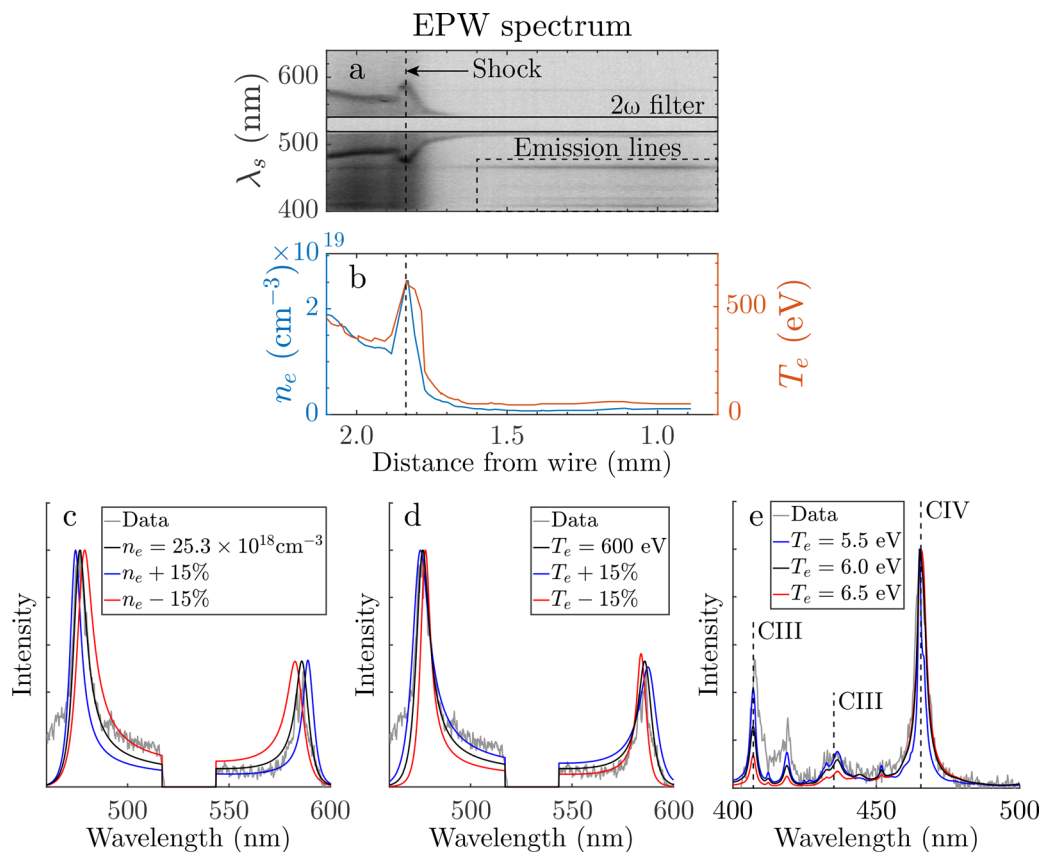 EPW spectrum
a
Shock
2ω filter
Emission lines
600
500
400
λs (nm)
×10^19
b
2
0
ne (cm−3)
500
0
Te (eV)
2.0 1.5 1.0
Distance from wire (mm)
c
Data
ne = 25.3 × 10^18cm−3
ne + 15%
ne − 15%
Intensity
500 550 600
Wavelength (nm)
d
Data
Te = 600 eV
Te + 15%
Te − 15%
Intensity
500 550 600
Wavelength (nm)
e
Data
Te = 5.5 eV
Te = 6.0 eV
Te = 6.5 eV
CIV
CIII
CIII
Intensity
400 450 500
Wavelength (nm)